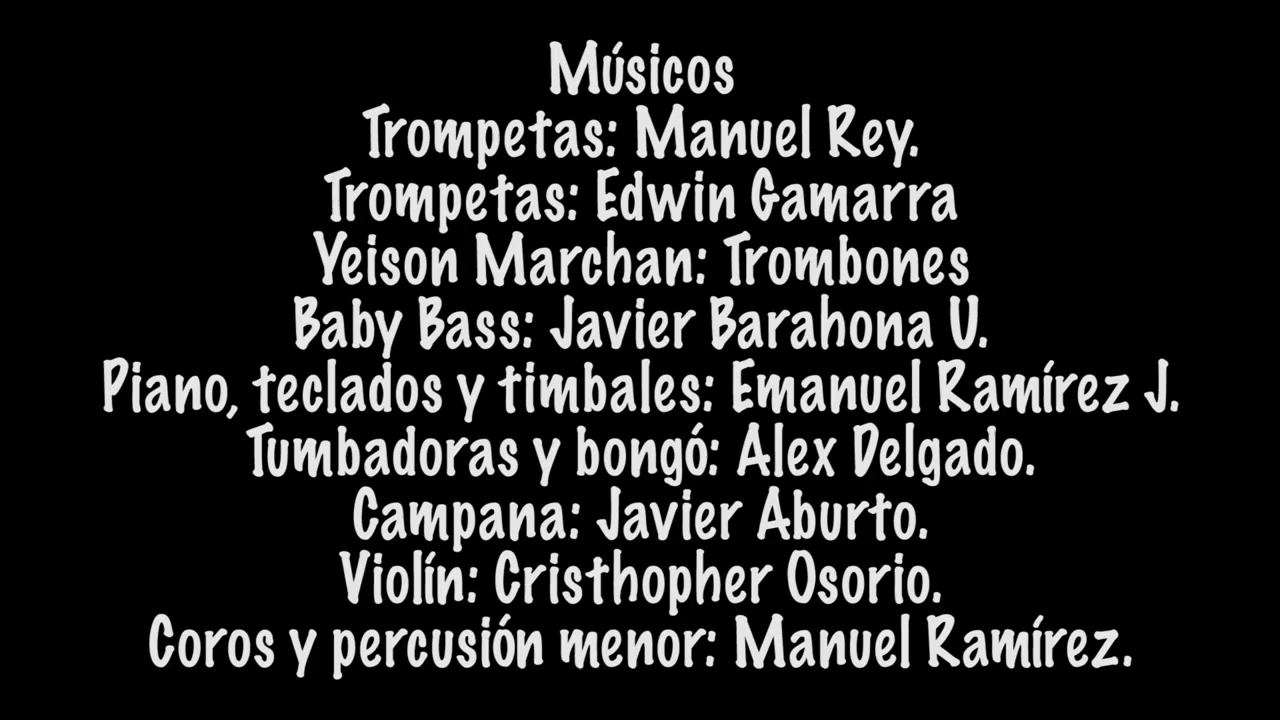 Músicos
Trompetas: Manuel Rey.
Trompetas: Edwin Gamarra
Yeison Marchan: Trombones
Baby Bass: Javier Barahona U.
Piano, teclados y timbales: Emanuel Ramírez J.
Tumbadoras y bongó: Alex Delgado.
Campana: Javier Aburto.
Violín: Cristhopher Osorio.
Coros y percusión menor: Manuel Ramírez.